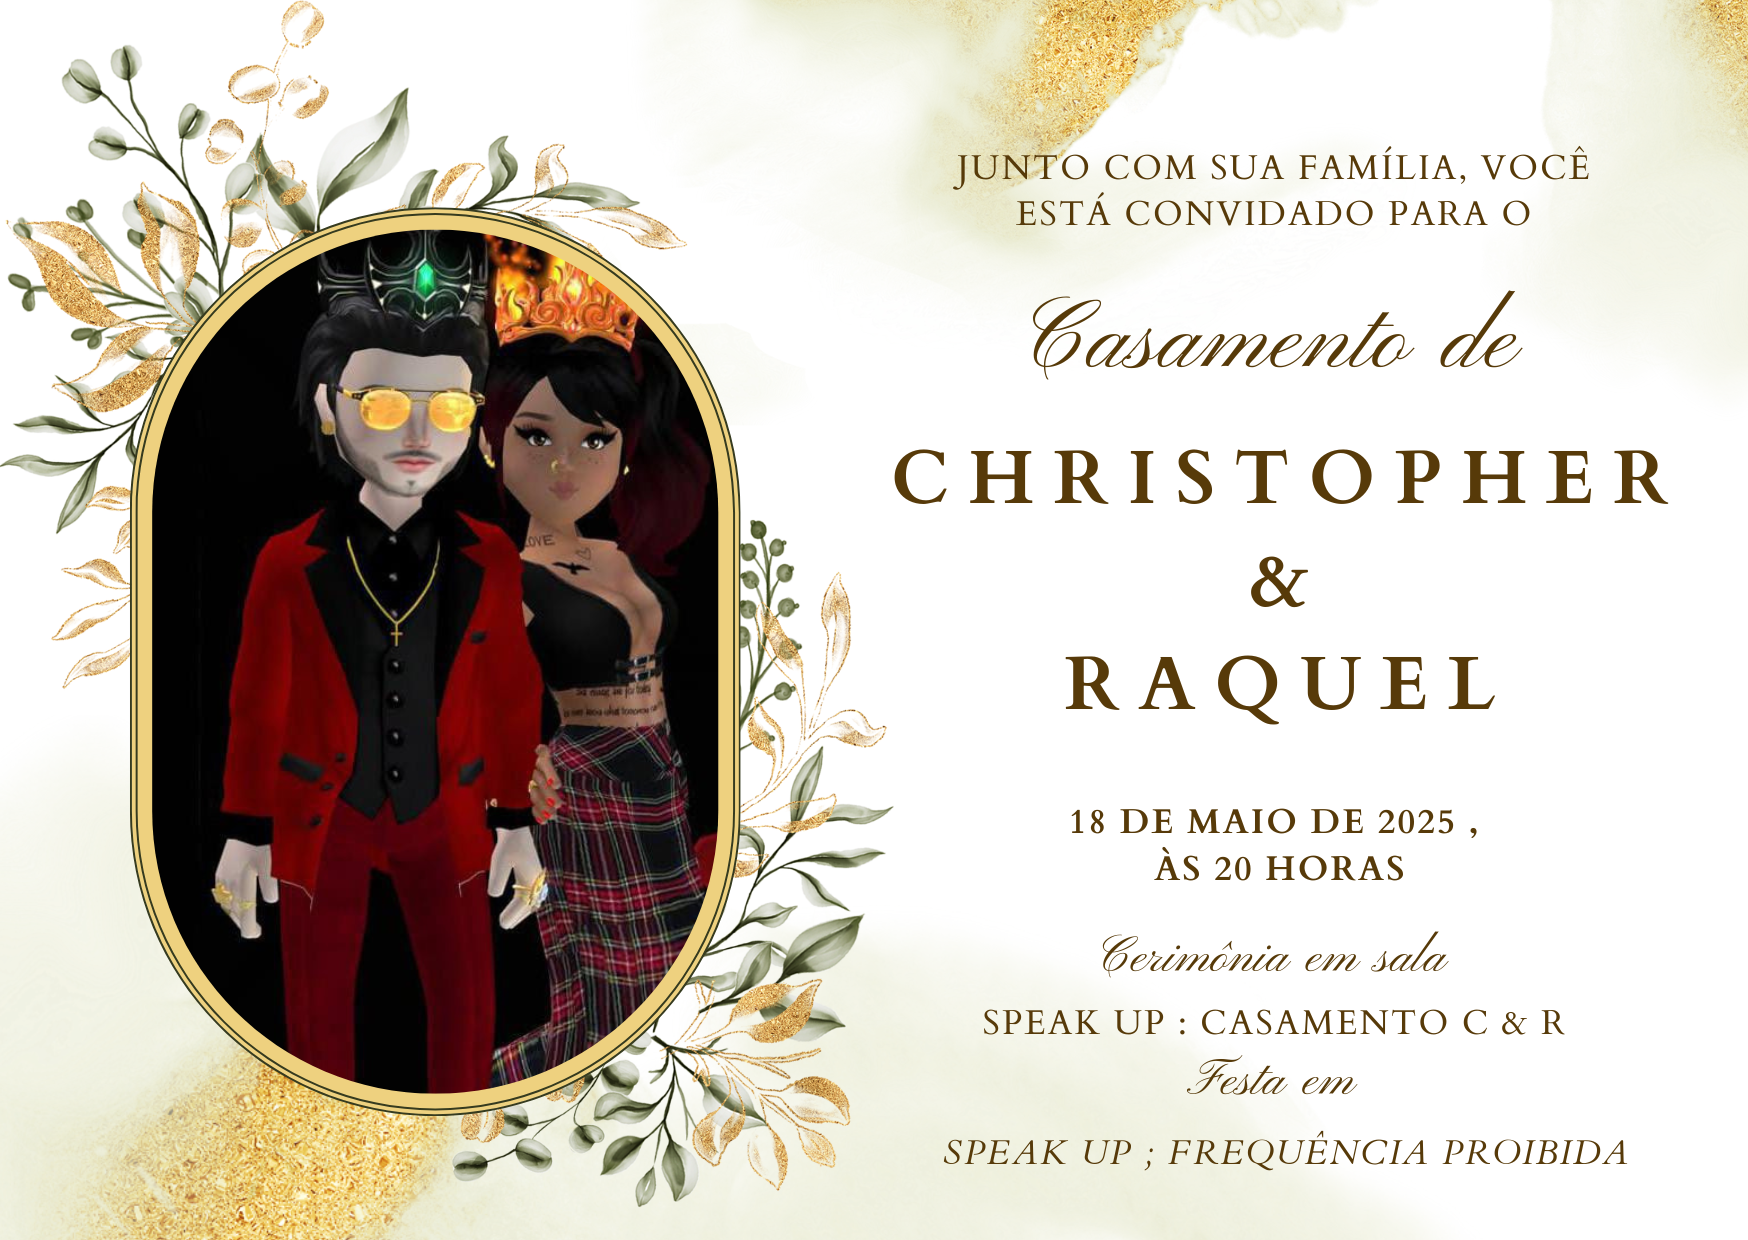 JUNTO COM SUA FAMÍLIA, VOCÊ
ESTÁ CONVIDADO PARA O
Casamento de
CHRISTOPHER
&
RAQUEL
18 DE MAIO DE 2025 ,
ÀS 20 HORAS
Cerimônia em sala
SPEAK UP : CASAMENTO C & R
Festa em
SPEAK UP ; FREQUÊNCIA PROIBIDA
LOVE